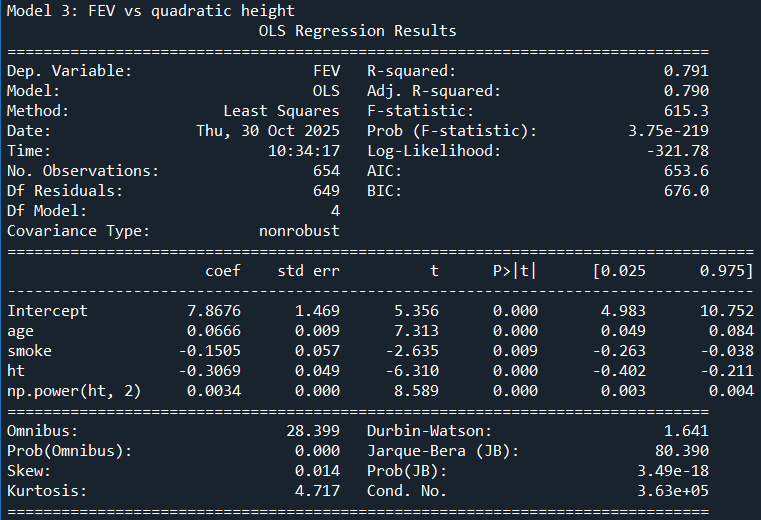 Model 3: FEV vs quadratic height
OLS Regression Results
==============================================================================
Dep. Variable: FEV R-squared: 0.791
Model: OLS Adj. R-squared: 0.790
Method: Least Squares F-statistic: 615.3
Date: Thu, 30 Oct 2025 Prob (F-statistic): 3.75e-219
Time: 10:34:17 Log-Likelihood: -321.78
No. Observations: 654 AIC: 653.6
Df Residuals: 649 BIC: 676.0
Df Model: 4
Covariance Type: nonrobust
===================================================================================
coef std err t P>|t| [0.025 0.975]
-----------------------------------------------------------------------------------
Intercept 7.8676 1.469 5.356 0.000 4.983 10.752
age 0.0666 0.009 7.313 0.000 0.049 0.084
smoke -0.1505 0.057 -2.635 0.009 -0.263 -0.038
ht -0.3069 0.049 -6.310 0.000 -0.402 -0.211
np.power(ht, 2) 0.0034 0.000 8.589 0.000 0.003 0.004
==============================================================================
Omnibus: 28.399 Durbin-Watson: 1.641
Prob(Omnibus): 0.000 Jarque-Bera (JB): 80.390
Skew: 0.014 Prob(JB): 3.49e-18
Kurtosis: 4.717 Cond. No. 3.63e+05
==============================================================================